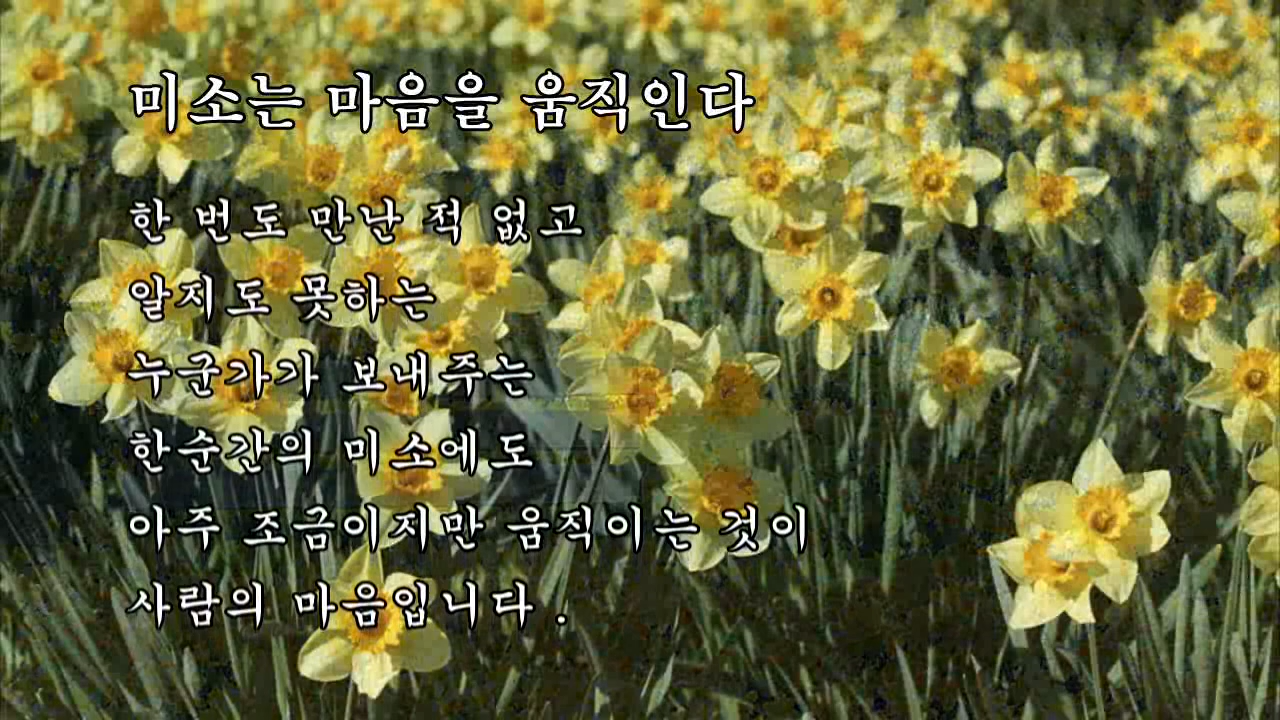 미소는 마음을 움직인다
한 번도 만난 적 없고
알지도 못하는
누군가가 보내주는
한순간의 미소에도
아주 조금이지만 움직이는 것이
사람의 마음입니다 .